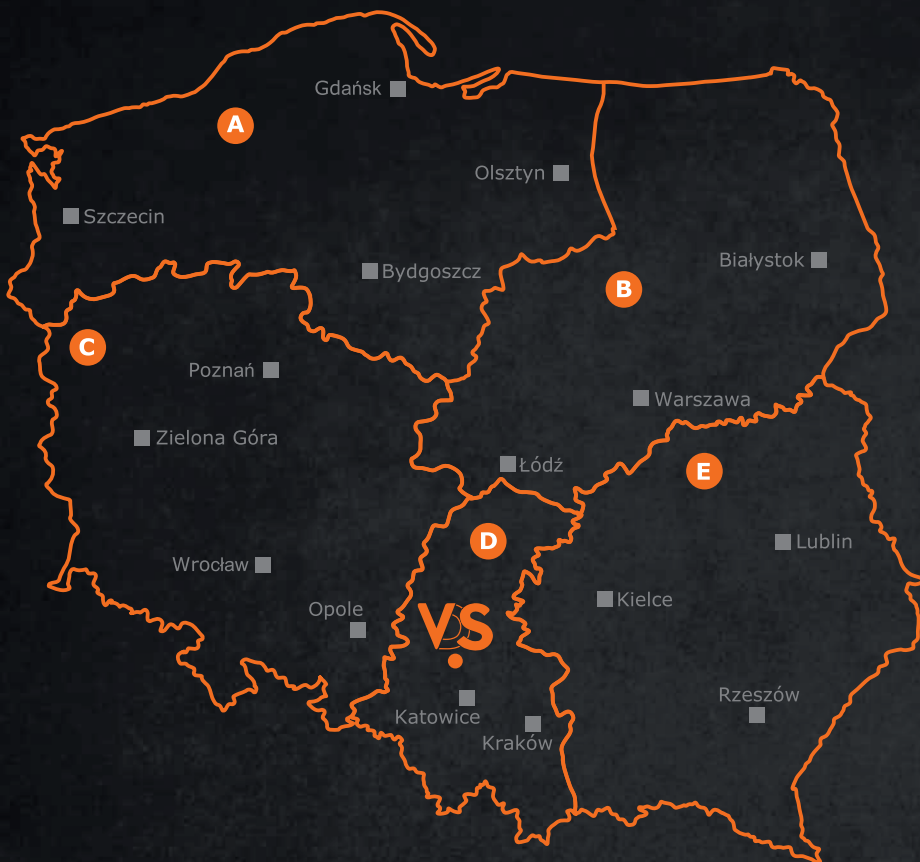 Gdańsk
A
Olsztyn
Szczecin
Białystok
Bydgoszcz
B
C
Poznań
Warszawa
Zielona Góra
Łódź
E
D
Lublin
Wrocław
Kielce
Opole
VS
Rzeszów
Katowice
Kraków